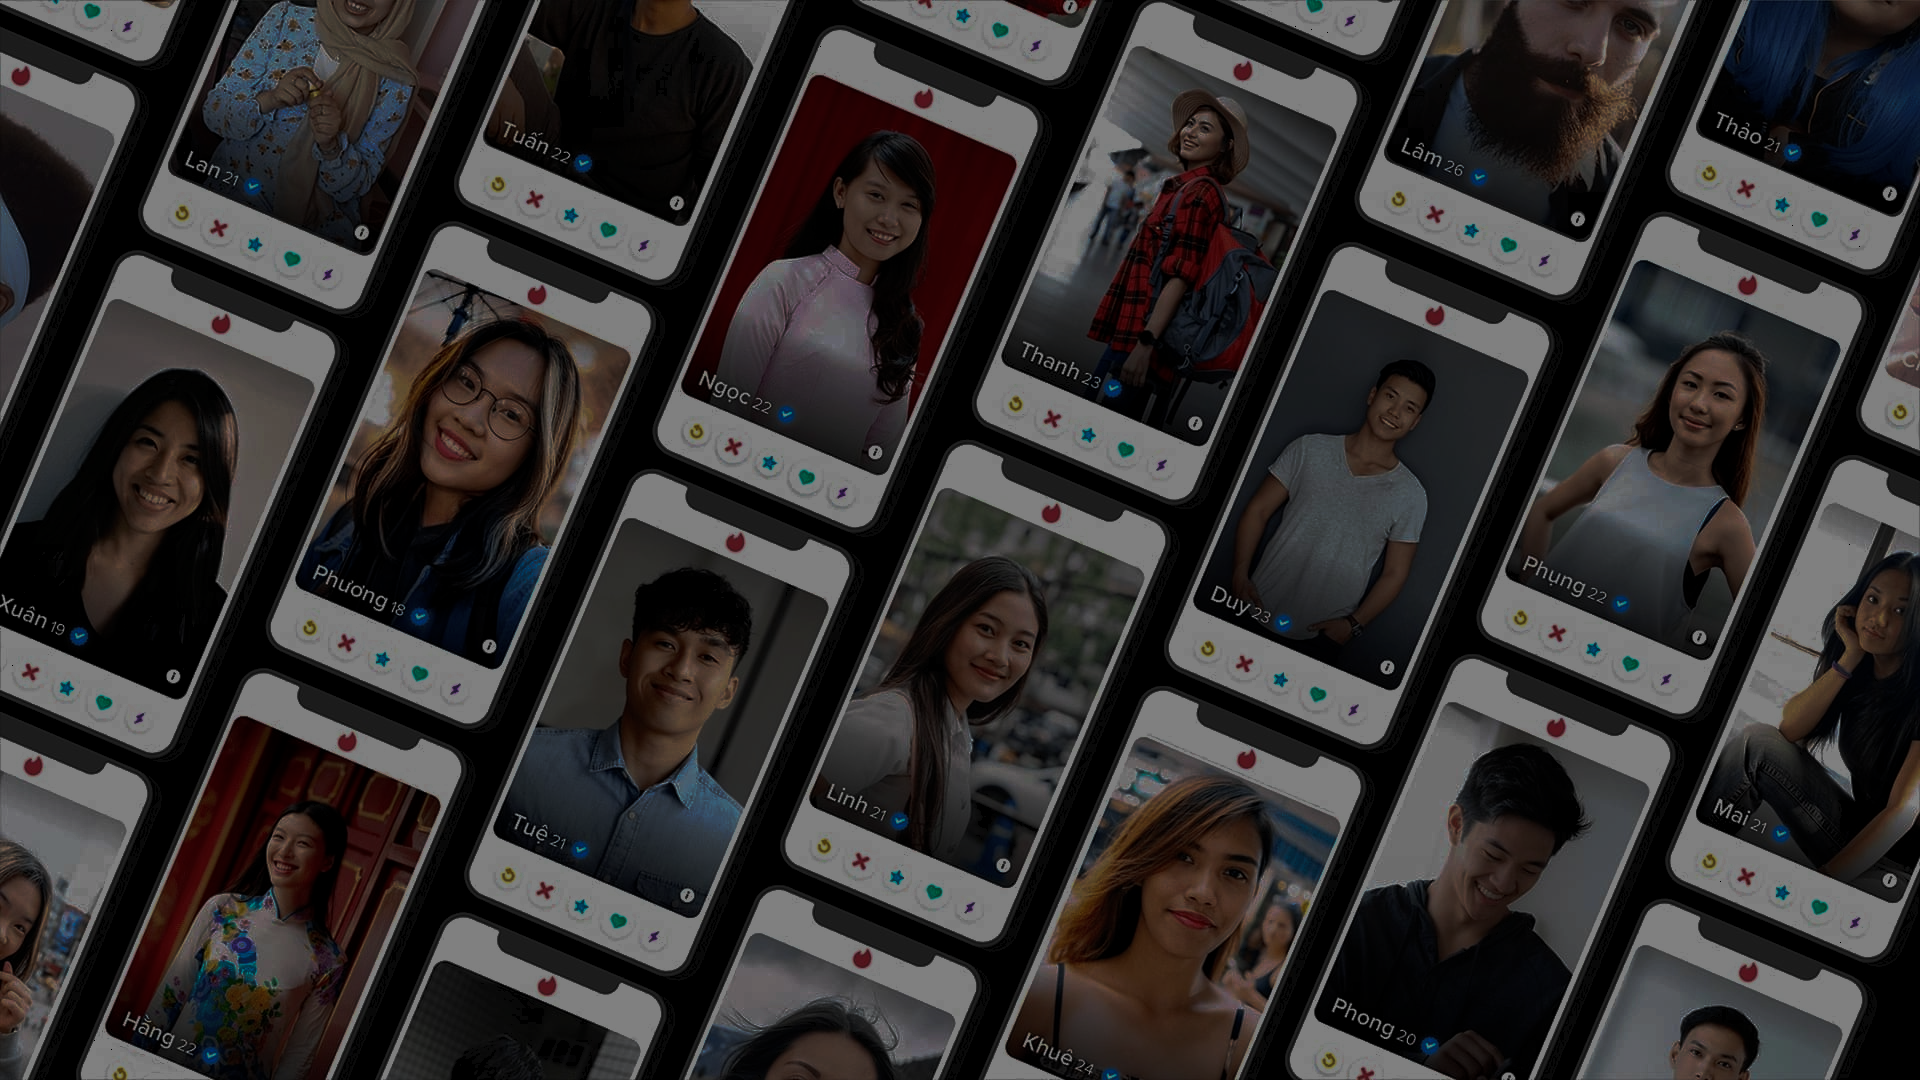 Lan 21
Tuấn 22
Ngọc 22
Thanh 23
Lâm 26
Thảo 21
Xuân 19
Phương 18
Tuệ 21
Linh 21
Duy 23
Phụng 22
Mai 21
Hằng 22
Khuê 24
Phong 20